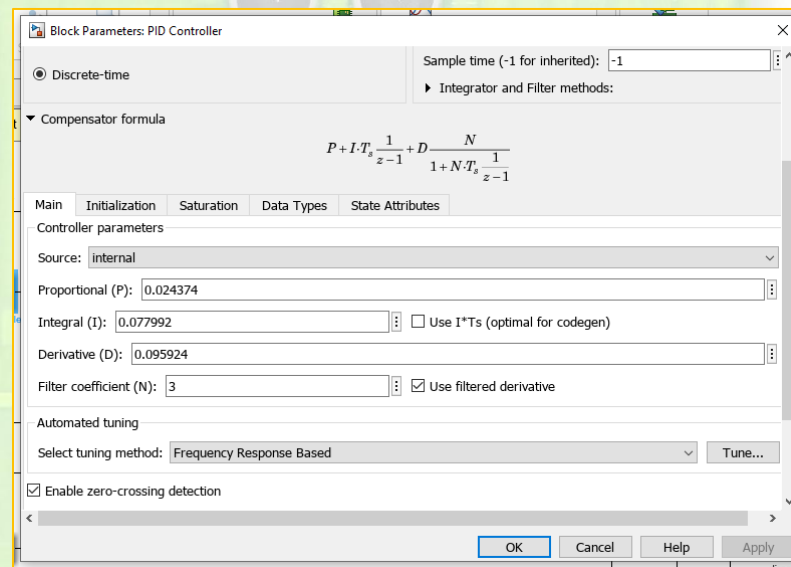 Block Parameters: PID Controller
Discrete-time
Sample time (-1 for inherited): -1
Integrator and Filter methods:
Compensator formula
P+I·T_s 1/(z−1) + D N/(1+N·T_s 1/(z−1))
Main Initialization Saturation Data Types State Attributes
Controller parameters
Source: internal
Proportional (P): 0.024374
Integral (I): 0.077992 Use I*Ts (optimal for codegen)
Derivative (D): 0.095924
Filter coefficient (N): 3 Use filtered derivative
Automated tuning
Select tuning method: Frequency Response Based Tune...
Enable zero-crossing detection
OK Cancel Help Apply